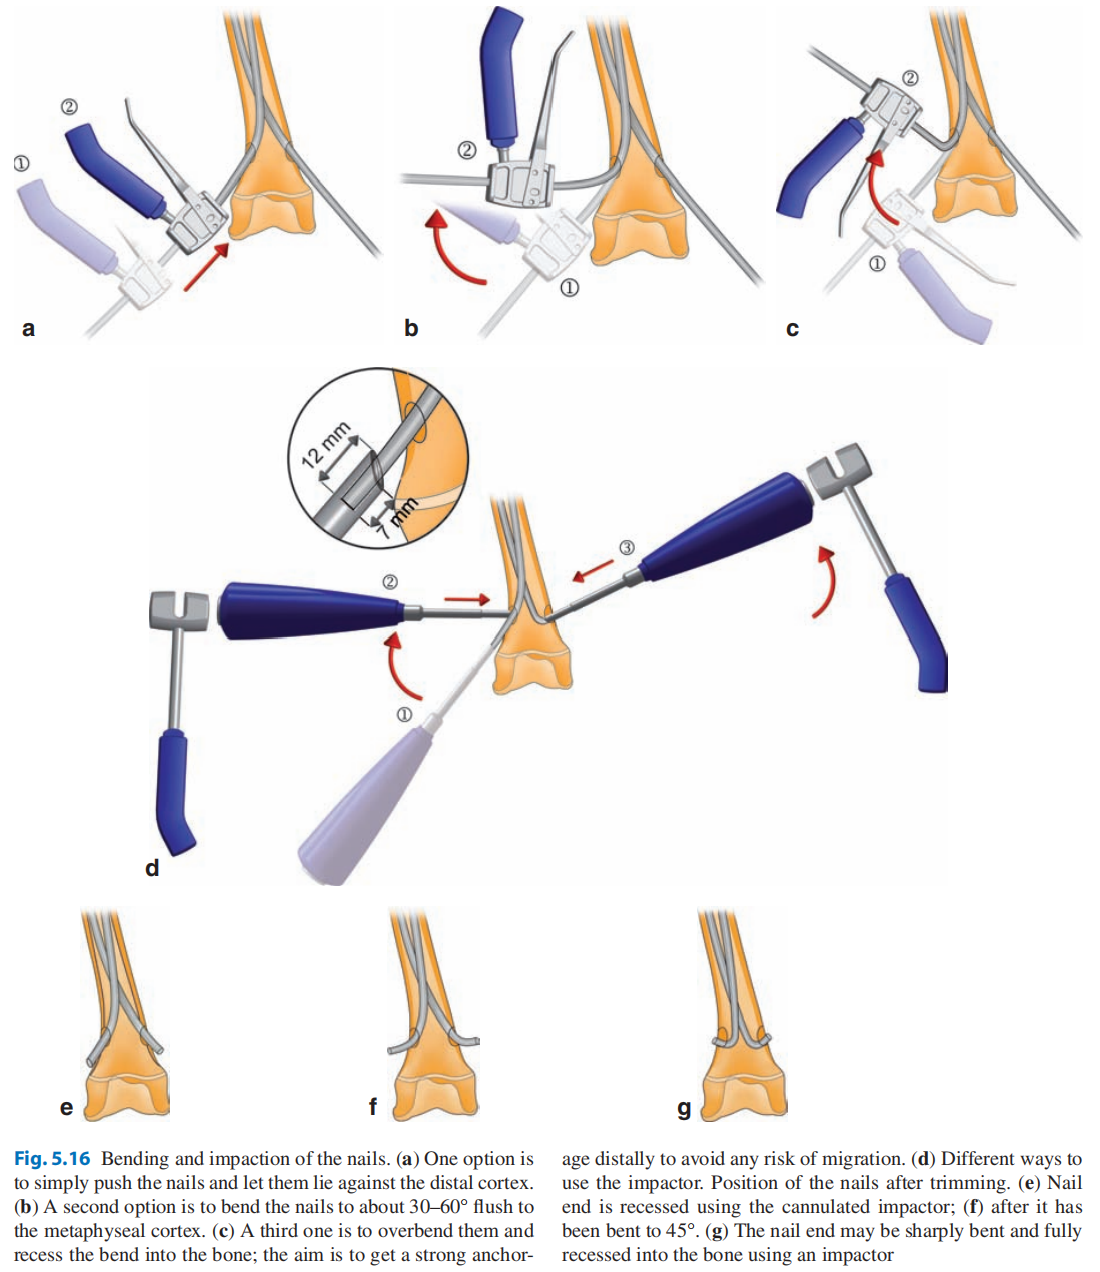 ②
①
a
②
①
b
②
①
c
12 mm
7 mm
③
②
①
d
e
f
g
Fig. 5.16 Bending and impaction of the nails. (a) One option is
to simply push the nails and let them lie against the distal cortex.
(b) A second option is to bend the nails to about 30–60° flush to
the metaphyseal cortex. (c) A third one is to overbend them and
recess the bend into the bone; the aim is to get a strong anchor-
age distally to avoid any risk of migration. (d) Different ways to
use the impactor. Position of the nails after trimming. (e) Nail
end is recessed using the cannulated impactor; (f) after it has
been bent to 45°. (g) The nail end may be sharply bent and fully
recessed into the bone using an impactor